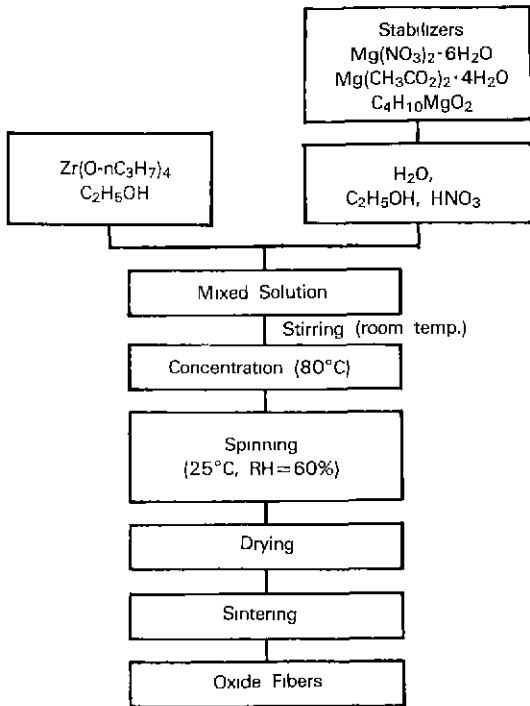 Stabilizers
Mg(NO3)2·6H2O
Mg(CH3CO2)2·4H2O
C4H10MgO2
Zr(O-nC3H7)4
C2H5OH
H2O,
C2H5OH, HNO3
Mixed Solution
Stirring (room temp.)
Concentration (80°C)
Spinning
(25°C, RH=60%)
Drying
Sintering
Oxide Fibers